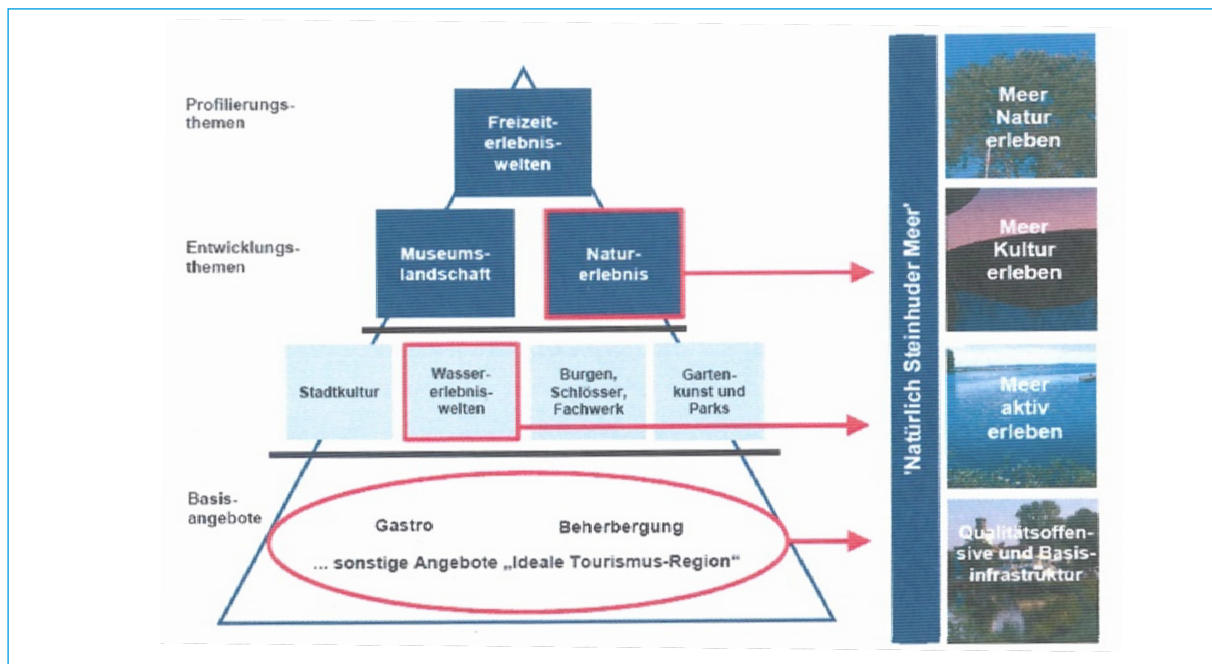 Profilierungs-
themen
Freizeit-
erlebnis-
welten
Entwicklungs-
themen
Museums-
landschaft
Natur-
erlebnis
Stadtkultur
Wasser-
erlebnis-
welten
Burgen,
Schlösser,
Fachwerk
Garten-
kunst und
Parks
Basis-
angebote
Gastro
Beherbergung
... sonstige Angebote „Ideale Tourismus-Region“
'Natürlich Steinhuder Meer'
Meer
Natur
erleben
Meer
Kultur
erleben
Meer
aktiv
erleben
Qualitätsoffen-
sive und Basis-
infrastruktur